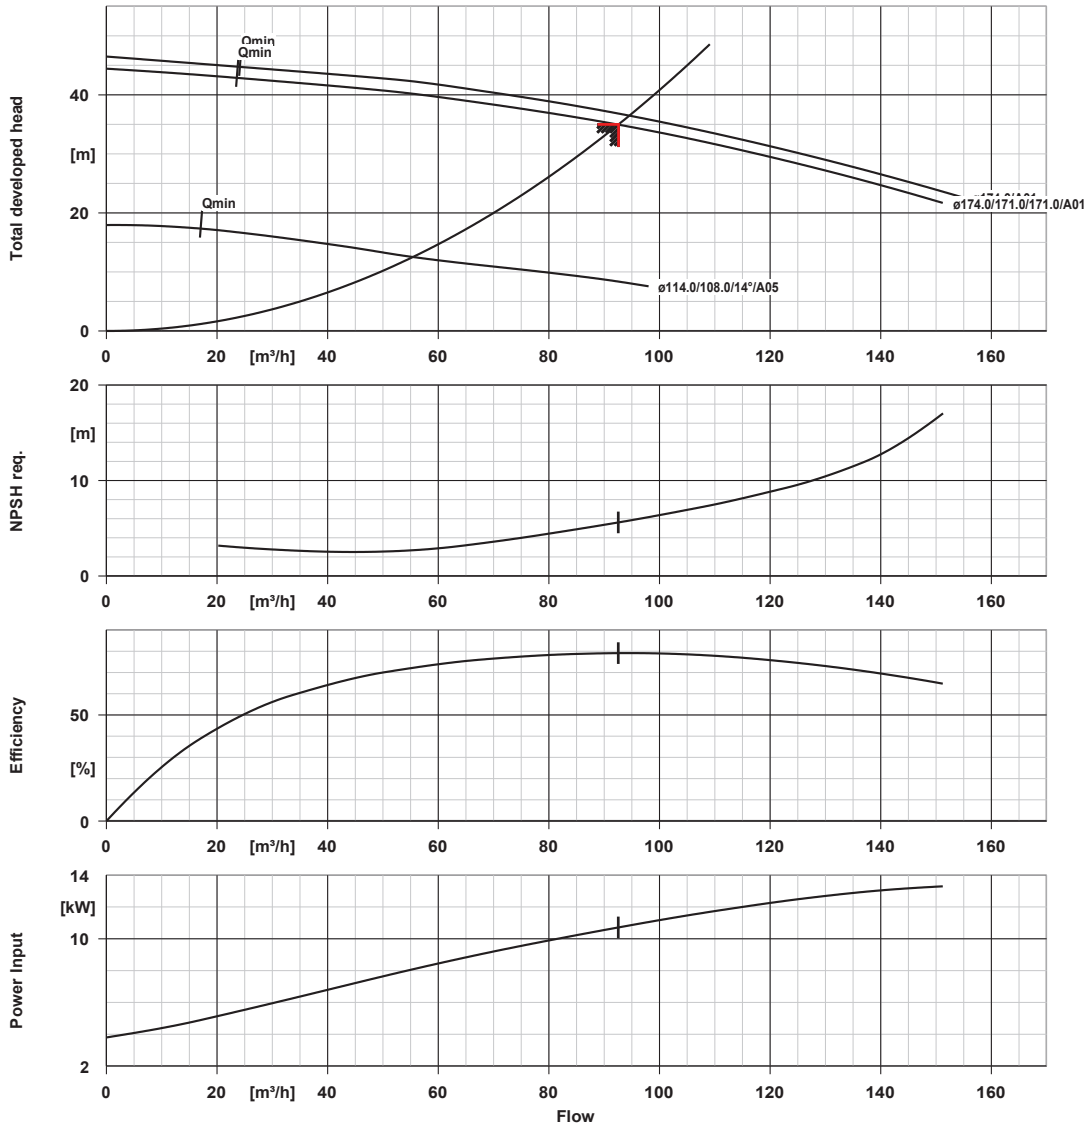 Qmin
Qmin
40
[m]
20
Qmin
ø174.0/171.0/171.0/A01
ø114.0/108.0/14°/A05
0
Total developed head
0 20 [m³/h] 40 60 80 100 120 140 160
20
[m]
10
0
NPSH req.
0 20 [m³/h] 40 60 80 100 120 140 160
50
[%]
0
Efficiency
0 20 [m³/h] 40 60 80 100 120 140 160
14
[kW]
10
2
Power Input
0 20 [m³/h] 40 60 80 100 120 140 160
Flow